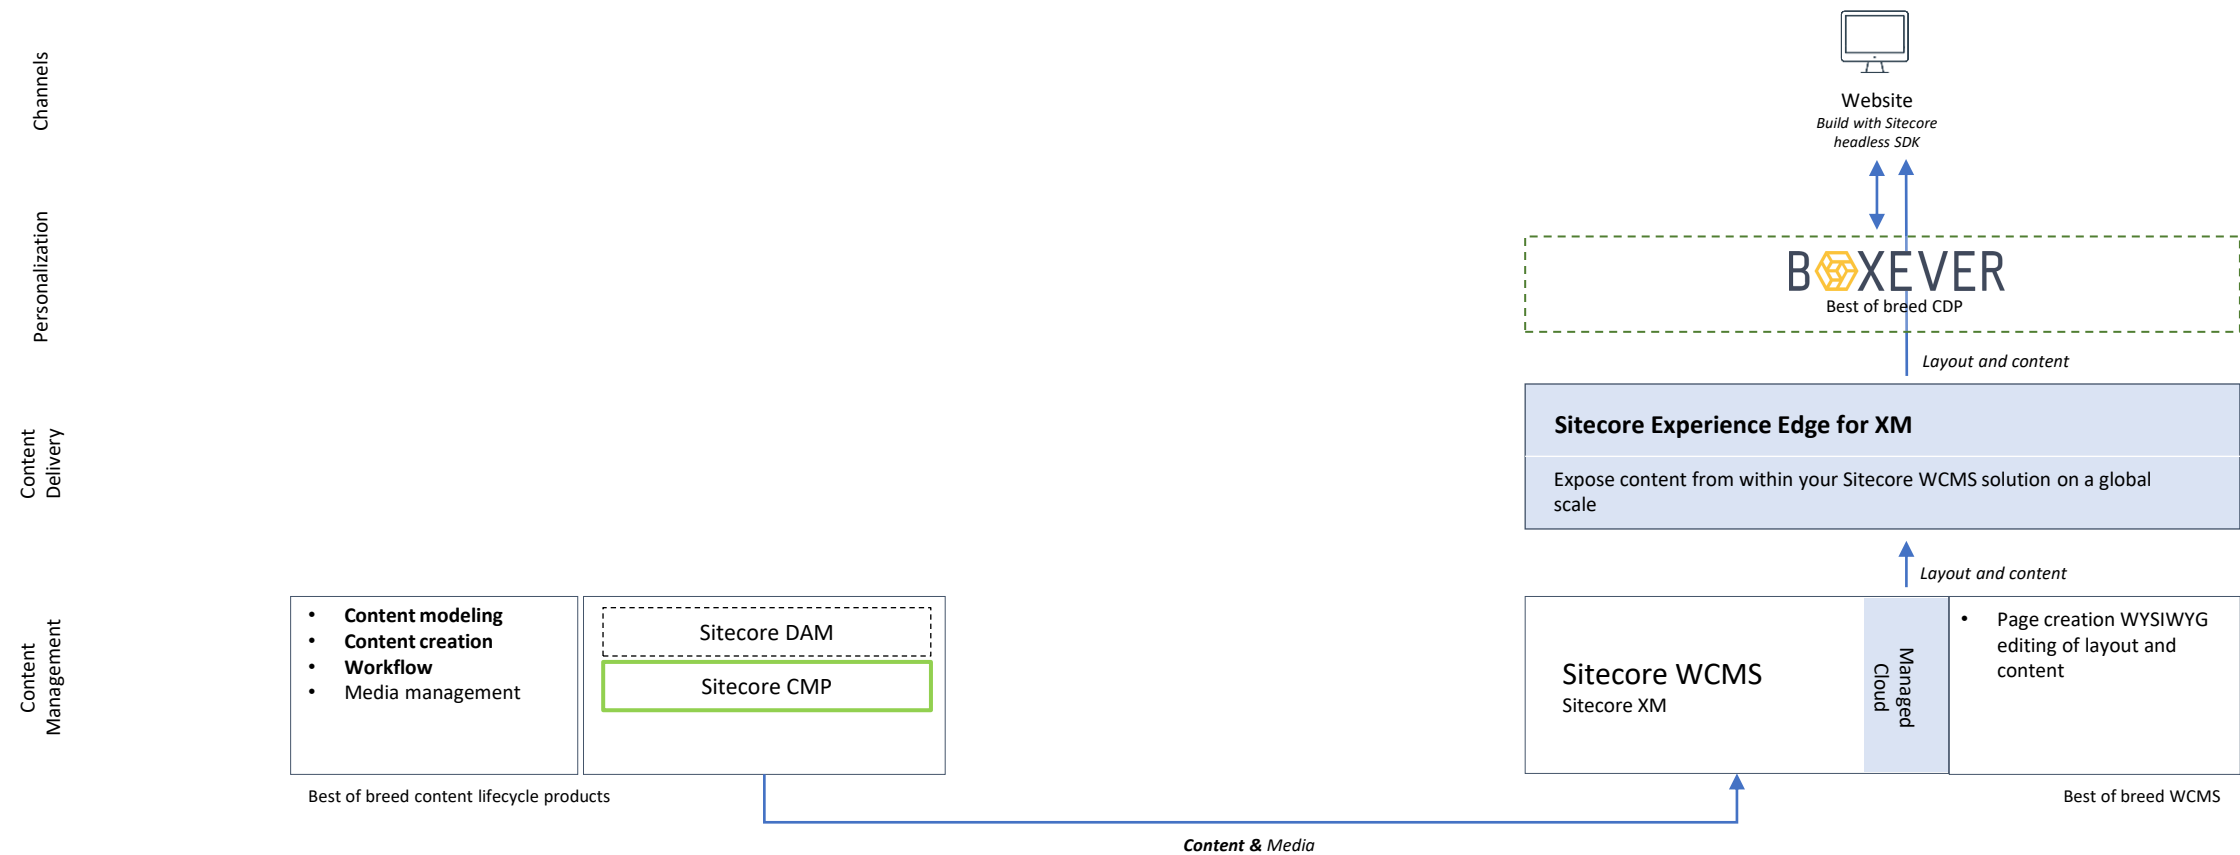 Channels
Website
Build with Sitecore
headless SDK
Personalization
BOXEVER
Best of breed CDP
Layout and content
Content
Delivery
Sitecore Experience Edge for XM
Expose content from within your Sitecore WCMS solution on a global
scale
Layout and content
Content
Management
• Content modeling
• Content creation
• Workflow
• Media management
Sitecore DAM
Sitecore CMP
Best of breed content lifecycle products
Sitecore WCMS
Sitecore XM
Managed
Cloud
• Page creation WYSIWYG
editing of layout and
content
Best of breed WCMS
Content & Media